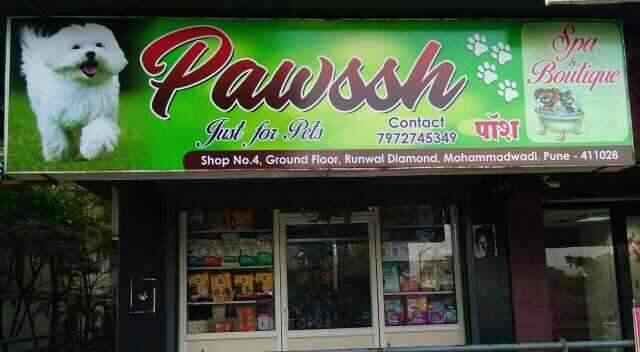 Pawssh
Just for Pets
Contact
7972745349
पॉश
Spa
&
Boutique
Shop No.4, Ground Floor, Runwal Diamond, Mohammadwadi, Pune - 411028